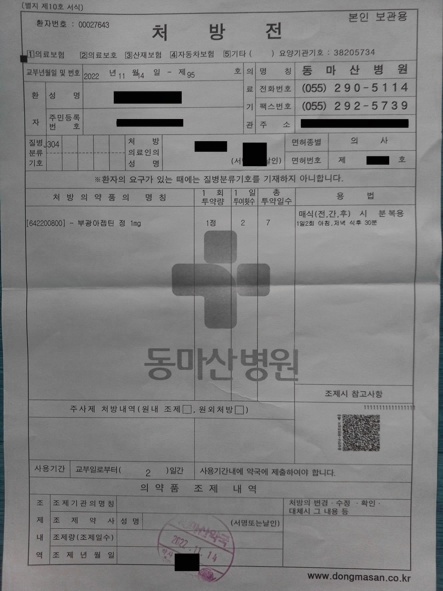 [별지 제10호 서식]
본인 보관용
환자번호 : 00027643
처 방 전
[1]의료보험 [2]의료보호 [3]산재보험 [4]자동차보험 [5]기타 ( ) 요양기관기호 : 38205734
교부년월일 및 번호 2022 년 11 월 14 일 - 제 95 호
의료기관 명 칭 동 마 산 병 원
전화번호 (055) 290-5114
팩스번호 (055) 292-5739
주 소
환자 성 명
주민등록번호
질병분류기호 J304
처 방 의료인의 성 명 (서명또는날인)
면허종별 의 사
면허번호 제 호
※환자의 요구가 있는 때에는 질병분류기호를 기재하지 아니합니다.
처 방 의 약 품 의 명 칭 1 회 투약량 1 일 투여횟수 총 투약일수 용 법
[642200800] - 부광아젭틴 정 1mg 1정 2 7
매식(전,간,후) 시 분 복용
1일2회 아침,저녁 식후 30분
동마산병원
조제시 참고사항
주사제 처방내역(원내 조제□, 원외처방□)
사용기간 교부일로부터( 2 )일간 사용기간내에 약국에 제출하여야 합니다.
의 약 품 조 제 내 역
조제내역 조제기관의명칭
조 제 약 사 성명 (서명또는날인)
조제량(조제일수)
조 제 년 월 일
처방의 변경ㆍ수정ㆍ확인ㆍ
대체시 그 내용 등
2022. 11. 14
www.dongmasan.co.kr